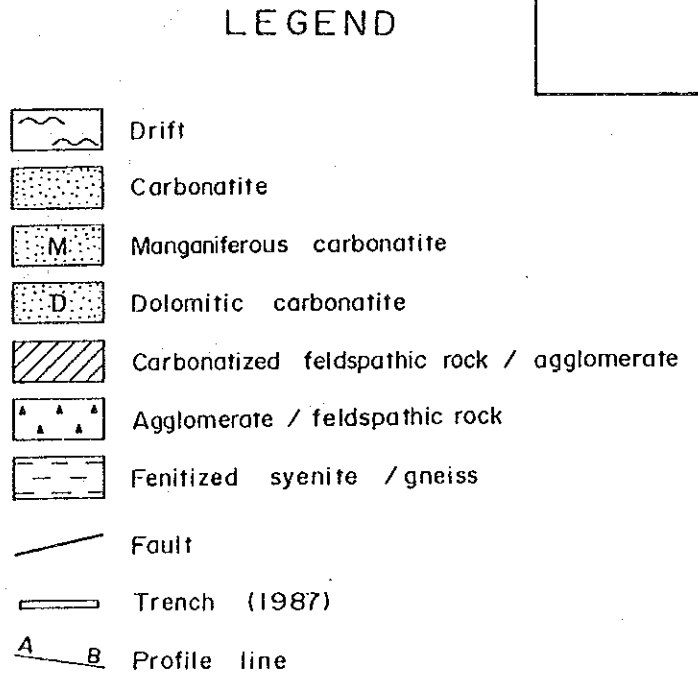 LEGEND
Drift
Carbonatite
M Manganiferous carbonatite
D Dolomitic carbonatite
Carbonatized feldspathic rock / agglomerate
Agglomerate / feldspathic rock
Fenitized syenite / gneiss
Fault
Trench (1987)
A B Profile line